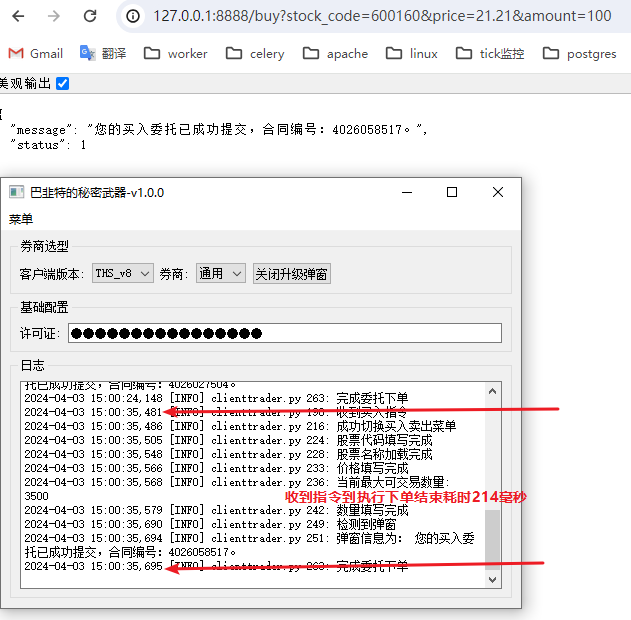 127.0.0.1:8888/buy?stock_code=600160&price=21.21&amount=100
Gmail 翻译 worker celery apache linux tick监控 postgres
美观输出
{
"message": "您的买入委托已成功提交，合同编号：4026058517。",
"status": 1
巴韭特的秘密武器-v1.0.0
菜单
券商选型
客户端版本: THS_v8 券商: 通用 关闭升级弹窗
基础配置
许可证: ●●●●●●●●●●●●●●●●
日志
托已成功提交，合同编号：4026027504。
2024-04-03 15:00:24,148 [INFO] clienttrader.py 263: 完成委托下单
2024-04-03 15:00:35,481 [INFO] clienttrader.py 198: 收到买入指令
2024-04-03 15:00:35,486 [INFO] clienttrader.py 216: 成功切换买入卖出菜单
2024-04-03 15:00:35,505 [INFO] clienttrader.py 224: 股票代码填写完成
2024-04-03 15:00:35,548 [INFO] clienttrader.py 228: 股票名称加载完成
2024-04-03 15:00:35,566 [INFO] clienttrader.py 233: 价格填写完成
2024-04-03 15:00:35,568 [INFO] clienttrader.py 236: 当前最大可交易数量:
3500
收到指令到执行下单结束耗时214毫秒
2024-04-03 15:00:35,579 [INFO] clienttrader.py 242: 数量填写完成
2024-04-03 15:00:35,690 [INFO] clienttrader.py 249: 检测到弹窗
2024-04-03 15:00:35,694 [INFO] clienttrader.py 251: 弹窗信息为： 您的买入委
托已成功提交，合同编号：4026058517。
2024-04-03 15:00:35,695 [INFO] clienttrader.py 263: 完成委托下单